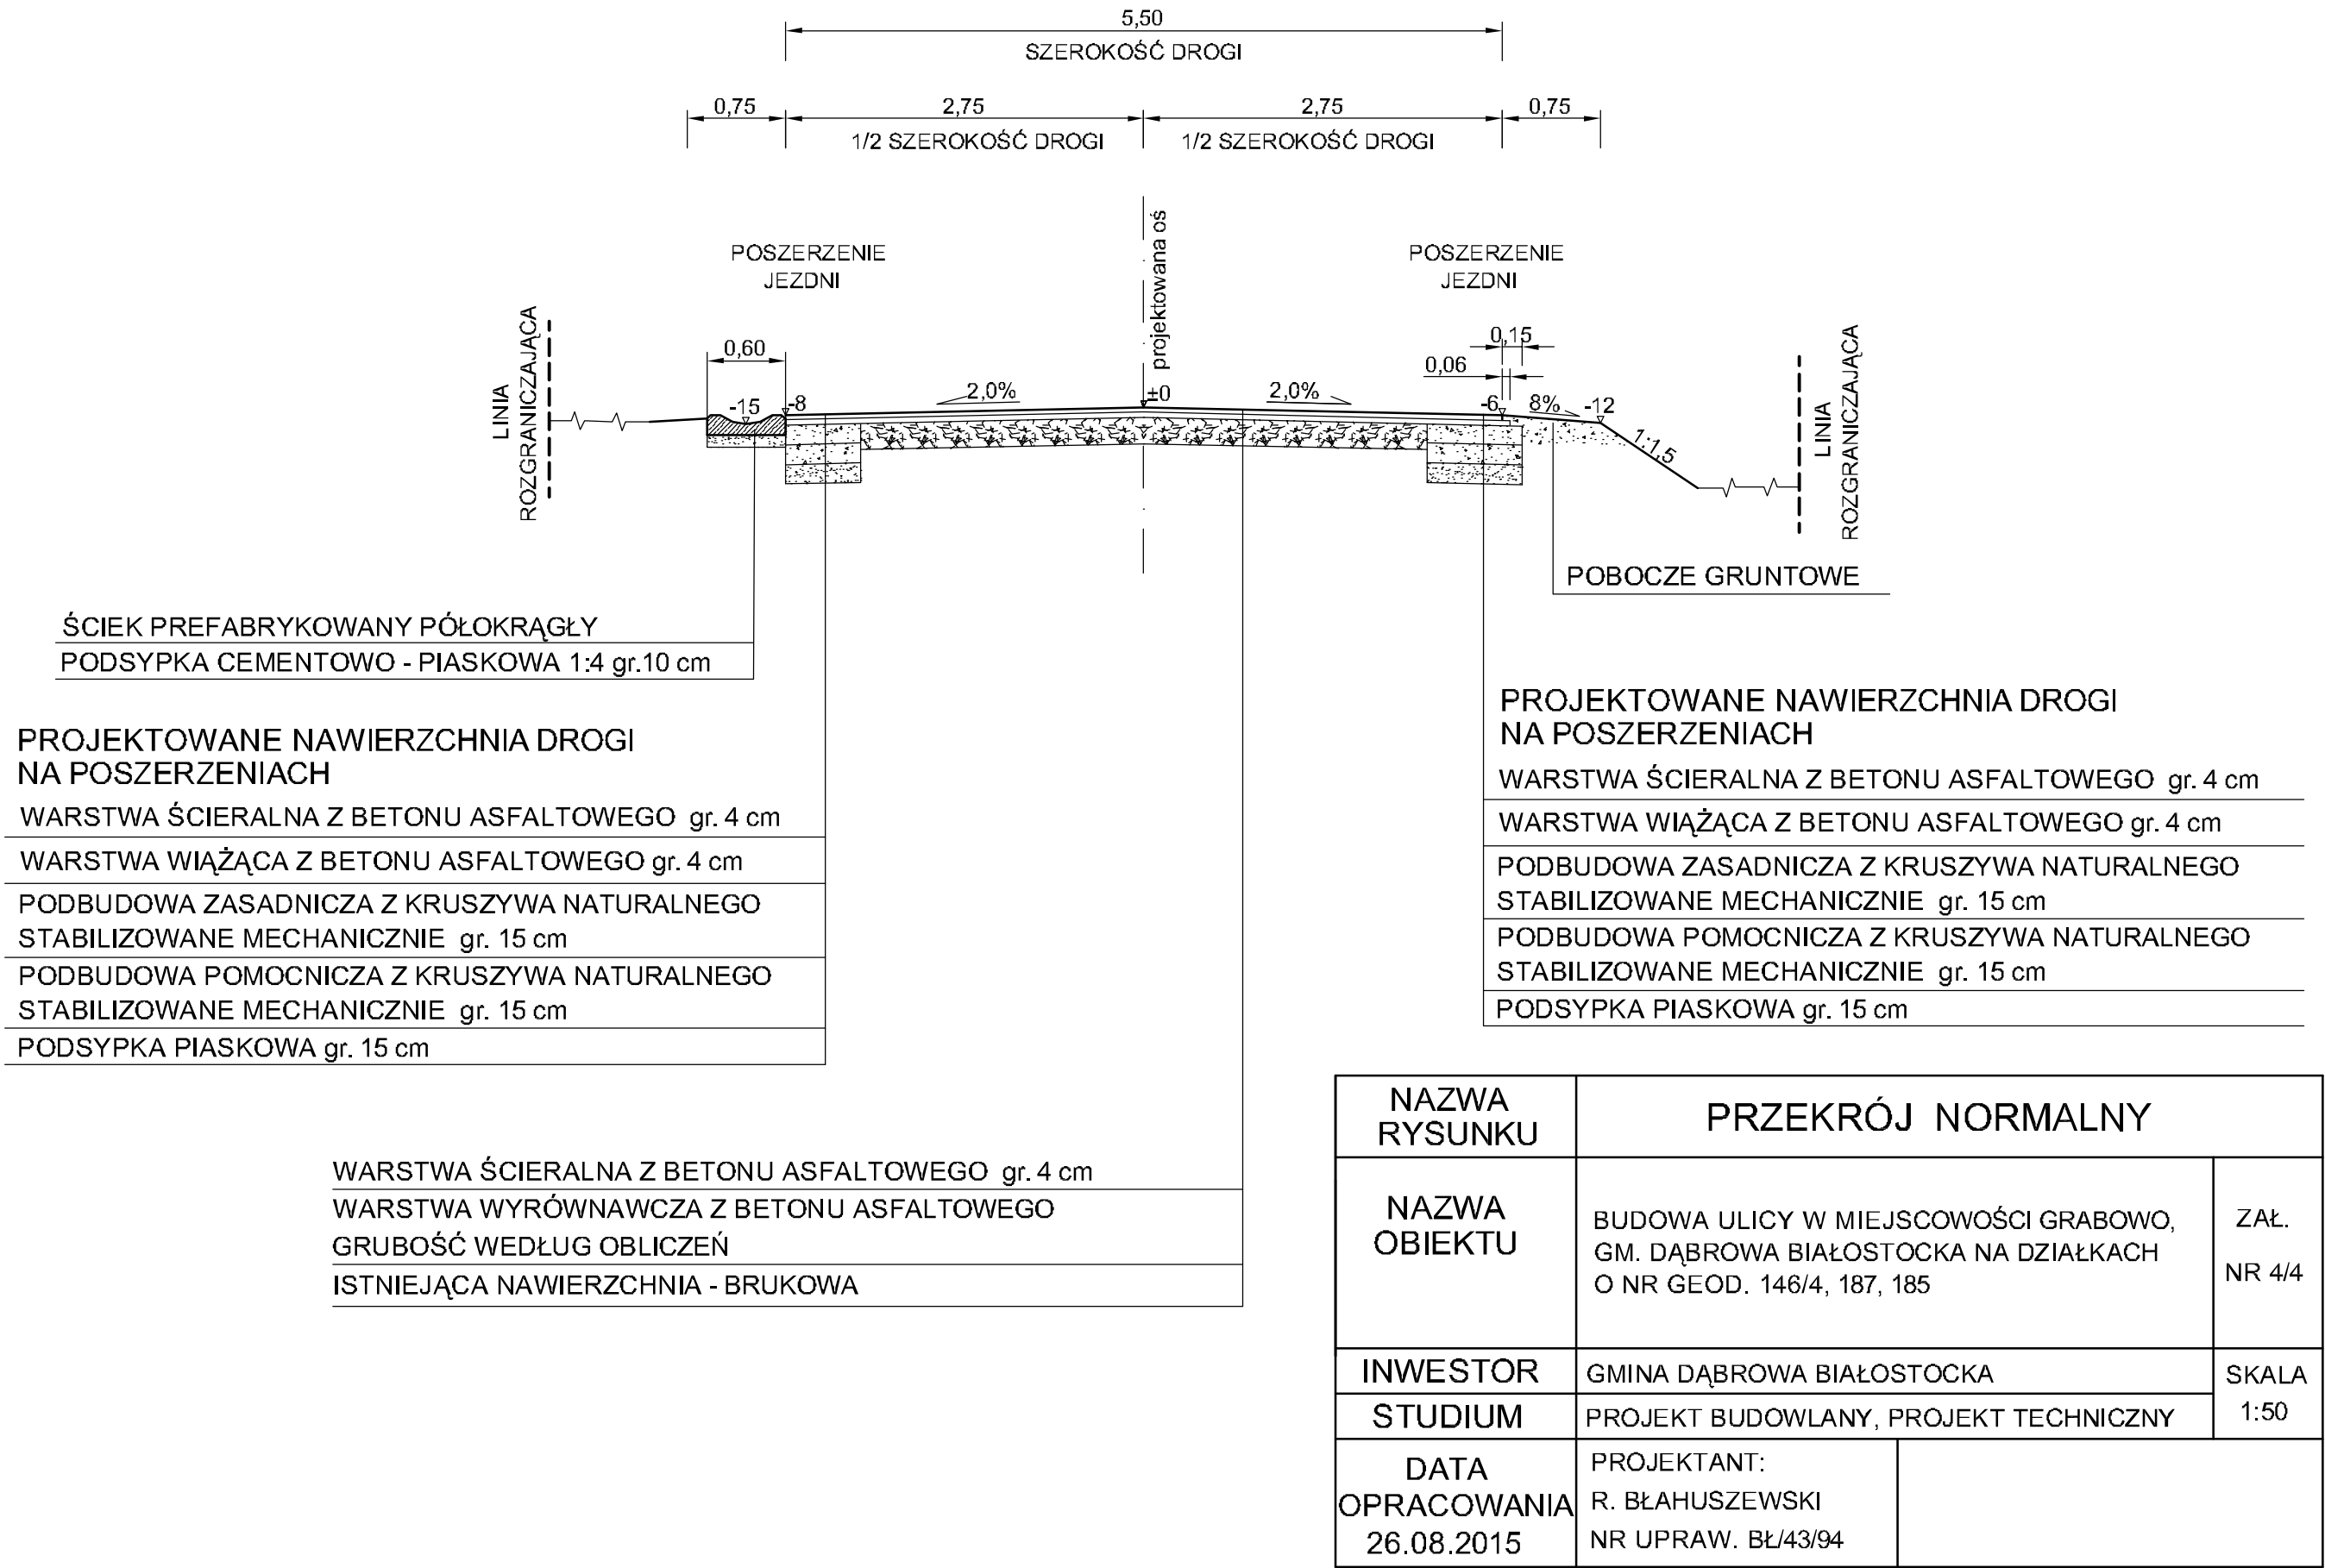 5,50
SZEROKOŚĆ DROGI
0,75
2,75
2,75
0,75
1/2 SZEROKOŚĆ DROGI
1/2 SZEROKOŚĆ DROGI
projektowana oś
POSZERZENIE
JEZDNI
POSZERZENIE
JEZDNI
LINIA
ROZGRANICZAJĄCA
LINIA
ROZGRANICZAJĄCA
0,60
0,15
0,06
-15
-8
2,0%
±0
2,0%
-6
8%
-12
1:1,5
POBOCZE GRUNTOWE
ŚCIEK PREFABRYKOWANY PÓŁOKRĄGŁY
PODSYPKA CEMENTOWO - PIASKOWA 1:4 gr.10 cm
PROJEKTOWANE NAWIERZCHNIA DROGI
NA POSZERZENIACH
WARSTWA ŚCIERALNA Z BETONU ASFALTOWEGO gr. 4 cm
WARSTWA WIĄŻĄCA Z BETONU ASFALTOWEGO gr. 4 cm
PODBUDOWA ZASADNICZA Z KRUSZYWA NATURALNEGO
STABILIZOWANE MECHANICZNIE gr. 15 cm
PODBUDOWA POMOCNICZA Z KRUSZYWA NATURALNEGO
STABILIZOWANE MECHANICZNIE gr. 15 cm
PODSYPKA PIASKOWA gr. 15 cm
PROJEKTOWANE NAWIERZCHNIA DROGI
NA POSZERZENIACH
WARSTWA ŚCIERALNA Z BETONU ASFALTOWEGO gr. 4 cm
WARSTWA WIĄŻĄCA Z BETONU ASFALTOWEGO gr. 4 cm
PODBUDOWA ZASADNICZA Z KRUSZYWA NATURALNEGO
STABILIZOWANE MECHANICZNIE gr. 15 cm
PODBUDOWA POMOCNICZA Z KRUSZYWA NATURALNEGO
STABILIZOWANE MECHANICZNIE gr. 15 cm
PODSYPKA PIASKOWA gr. 15 cm
WARSTWA ŚCIERALNA Z BETONU ASFALTOWEGO gr. 4 cm
WARSTWA WYRÓWNAWCZA Z BETONU ASFALTOWEGO
GRUBOŚĆ WEDŁUG OBLICZEŃ
ISTNIEJĄCA NAWIERZCHNIA - BRUKOWA
NAZWA
RYSUNKU
PRZEKRÓJ NORMALNY
NAZWA
OBIEKTU
BUDOWA ULICY W MIEJSCOWOŚCI GRABOWO,
GM. DĄBROWA BIAŁOSTOCKA NA DZIAŁKACH
O NR GEOD. 146/4, 187, 185
ZAŁ.
NR 4/4
INWESTOR
GMINA DĄBROWA BIAŁOSTOCKA
SKALA
1:50
STUDIUM
PROJEKT BUDOWLANY, PROJEKT TECHNICZNY
DATA
OPRACOWANIA
26.08.2015
PROJEKTANT:
R. BŁAHUSZEWSKI
NR UPRAW. BŁ/43/94